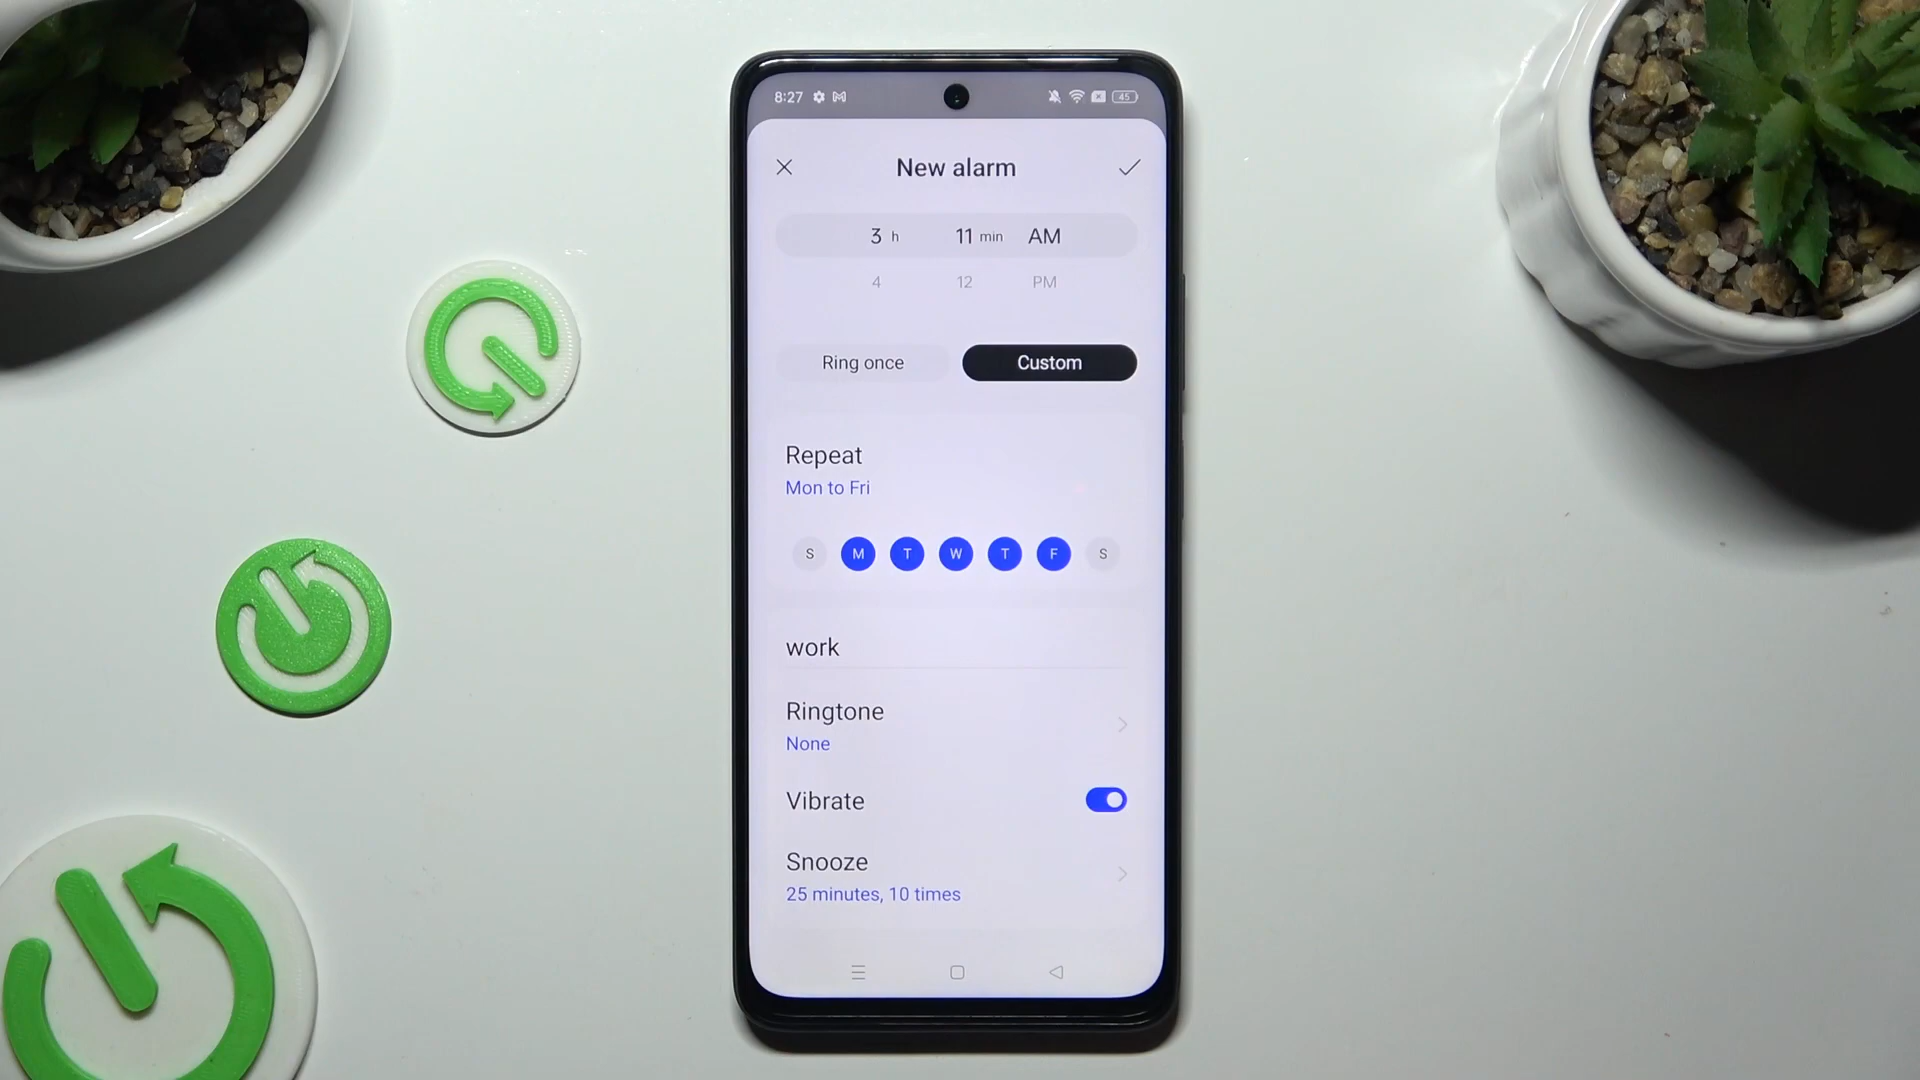 8:27 45
New alarm
3 h 11 min AM
4 12 PM
Ring once Custom
Repeat
Mon to Fri
S M T W T F S
work
Ringtone
None
Vibrate
Snooze
25 minutes, 10 times